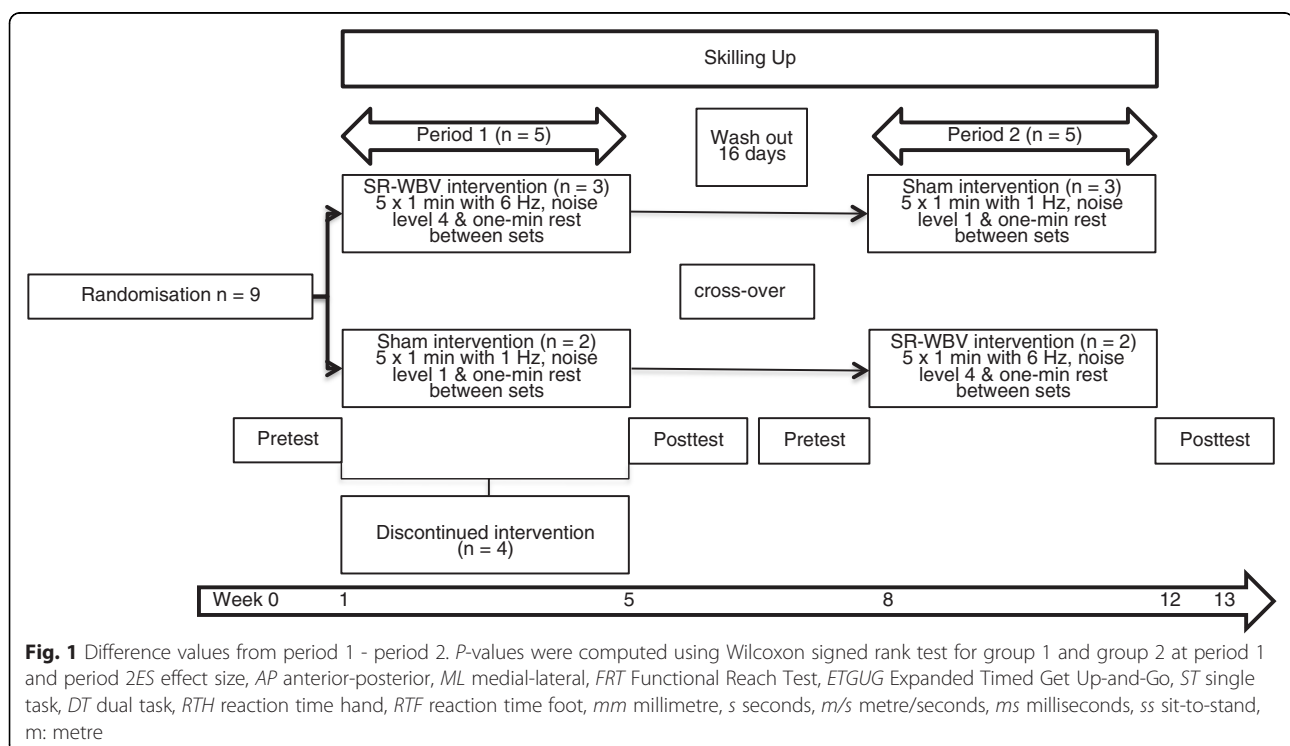 Skilling Up
Period 1 (n = 5)
Wash out
16 days
Period 2 (n = 5)
SR-WBV intervention (n = 3)
5 x 1 min with 6 Hz, noise
level 4 & one-min rest
between sets
Sham intervention (n = 3)
5 x 1 min with 1 Hz, noise
level 1 & one-min rest
between sets
Randomisation n = 9
cross-over
Sham intervention (n = 2)
5 x 1 min with 1 Hz, noise
level 1 & one-min rest
between sets
SR-WBV intervention (n = 2)
5 x 1 min with 6 Hz, noise
level 4 & one-min rest
between sets
Pretest
Posttest
Pretest
Posttest
Discontinued intervention
(n = 4)
Week 0 1 5 8 12 13
Fig. 1 Difference values from period 1 - period 2. P-values were computed using Wilcoxon signed rank test for group 1 and group 2 at period 1
and period 2ES effect size, AP anterior-posterior, ML medial-lateral, FRT Functional Reach Test, ETGUG Expanded Timed Get Up-and-Go, ST single
task, DT dual task, RTH reaction time hand, RTF reaction time foot, mm millimetre, s seconds, m/s metre/seconds, ms milliseconds, ss sit-to-stand,
m: metre